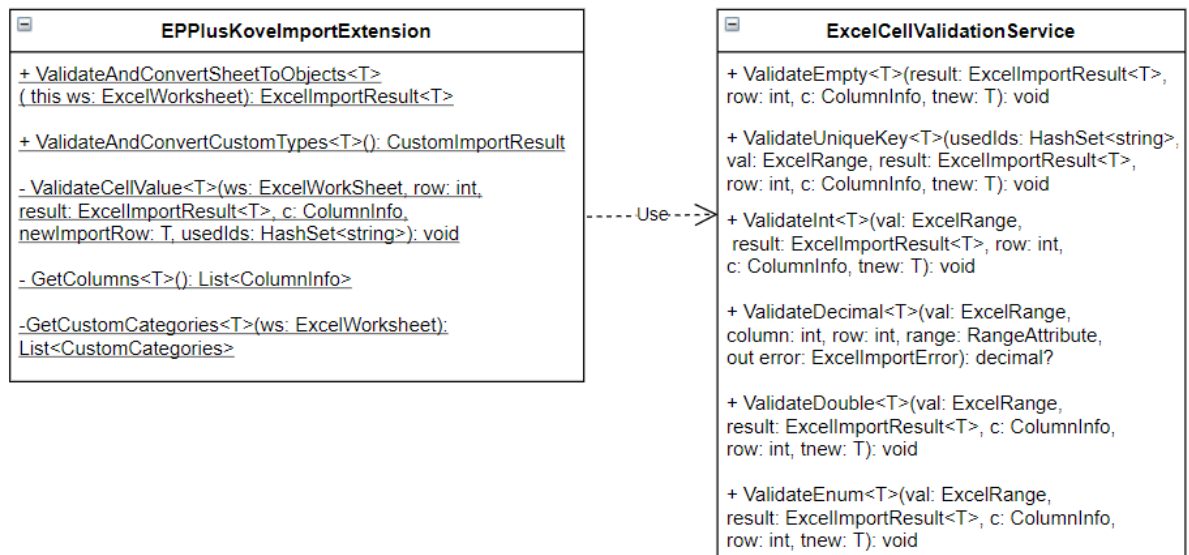 EPPlusKoveImportExtension
+ ValidateAndConvertSheetToObjects<T>
( this ws: ExcelWorksheet): ExcelImportResult<T>
+ ValidateAndConvertCustomTypes<T>(): CustomImportResult
- ValidateCellValue<T>(ws: ExcelWorkSheet, row: int,
result: ExcelImportResult<T>, c: ColumnInfo,
newImportRow: T, usedIds: HashSet<string>): void
- GetColumns<T>(): List<ColumnInfo>
-GetCustomCategories<T>(ws: ExcelWorksheet):
List<CustomCategories>
Use
ExcelCellValidationService
+ ValidateEmpty<T>(result: ExcelImportResult<T>,
row: int, c: ColumnInfo, tnew: T): void
+ ValidateUniqueKey<T>(usedIds: HashSet<string>,
val: ExcelRange, result: ExcelImportResult<T>,
row: int, c: ColumnInfo, tnew: T): void
+ ValidateInt<T>(val: ExcelRange,
result: ExcelImportResult<T>, row: int,
c: ColumnInfo, tnew: T): void
+ ValidateDecimal<T>(val: ExcelRange,
column: int, row: int, range: RangeAttribute,
out error: ExcelImportError): decimal?
+ ValidateDouble<T>(val: ExcelRange,
result: ExcelImportResult<T>, c: ColumnInfo,
row: int, tnew: T): void
+ ValidateEnum<T>(val: ExcelRange,
result: ExcelImportResult<T>, c: ColumnInfo,
row: int, tnew: T): void